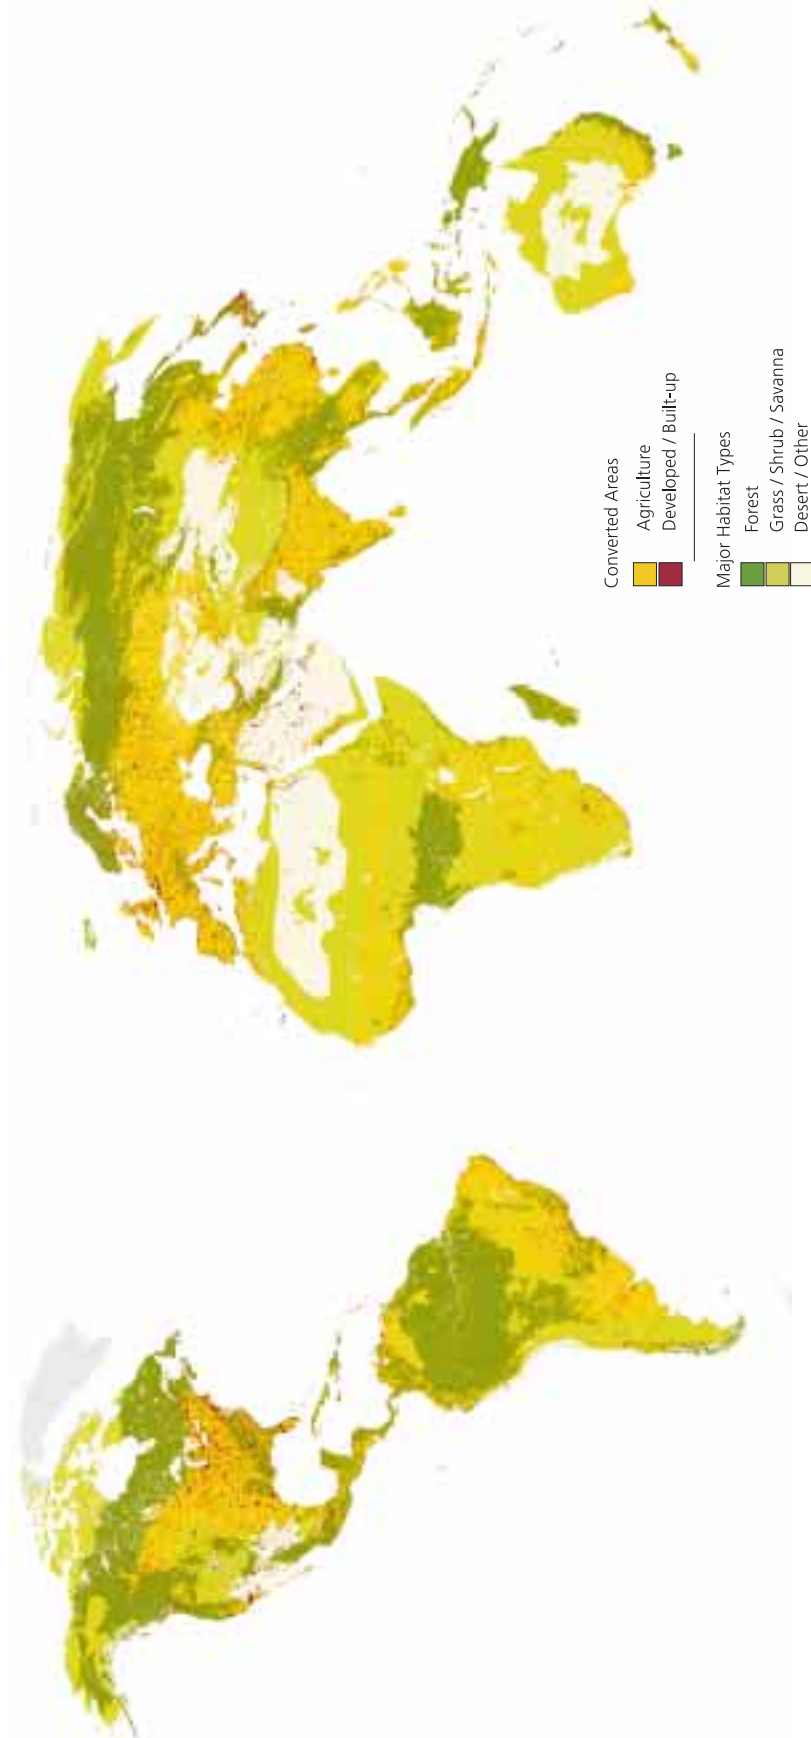 Converted Areas
Agriculture
Developed / Built-up
Major Habitat Types
Forest
Grass / Shrub / Savanna
Desert / Other